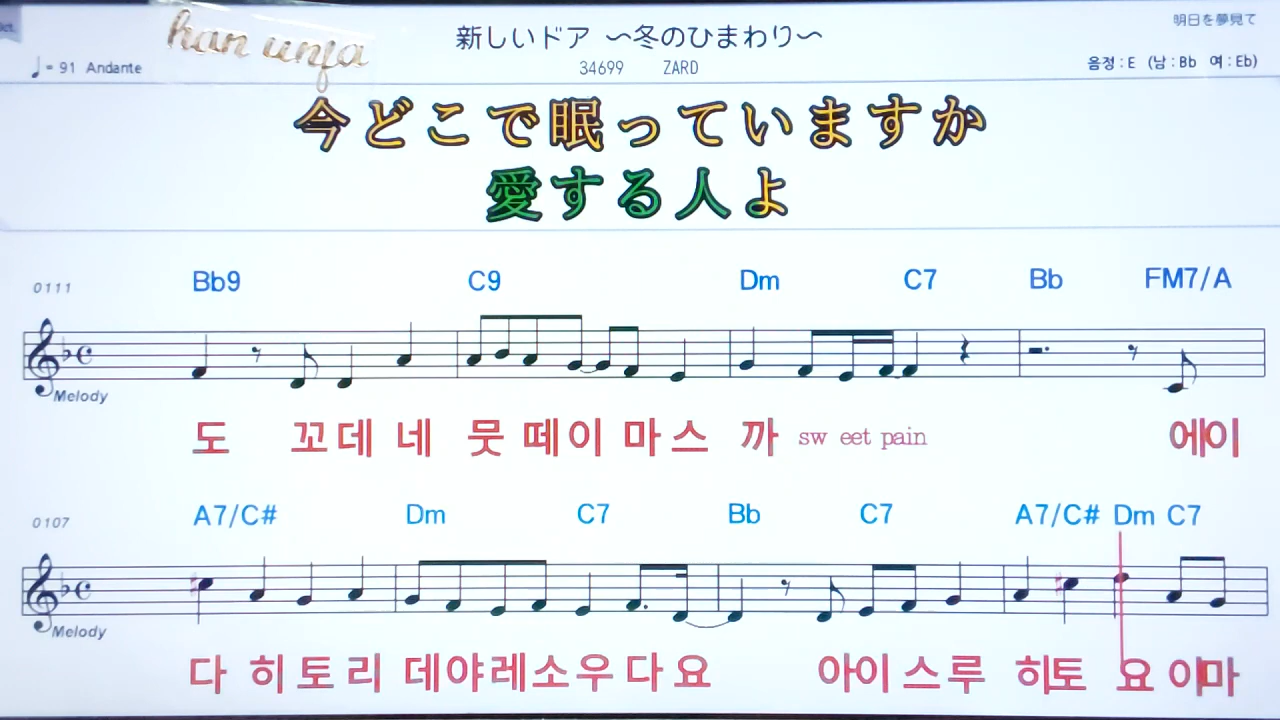 明日を夢見て
han unfa
新しいドア 〜冬のひまわり〜
♩= 91 Andante
34699 ZARD
음정 : E (남 : Bb 여 : Eb)
今どこで眠っていますか
愛する人よ
0111 Bb9 C9 Dm C7 Bb FM7/A
Melody
도 꼬데 네 뭇 떼이 마스 까 sw eet pain 에이
0107 A7/C# Dm C7 Bb C7 A7/C# Dm C7
Melody
다 히토리 데야레소우다요 아이스루 히토 요 이마